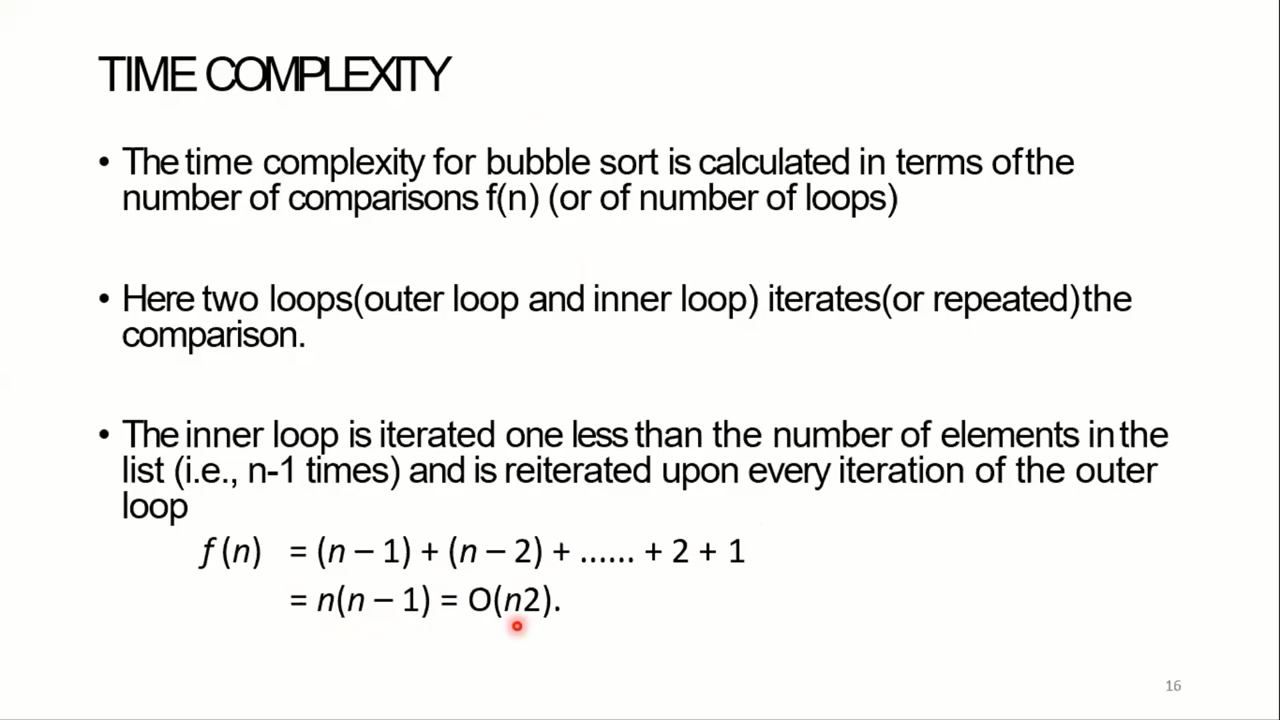 TIME COMPLEXITY
• The time complexity for bubble sort is calculated in terms of the
number of comparisons f(n) (or of number of loops)
• Here two loops(outer loop and inner loop) iterates(or repeated) the
comparison.
• The inner loop is iterated one less than the number of elements in the
list (i.e., n-1 times) and is reiterated upon every iteration of the outer
loop
f (n) = (n – 1) + (n – 2) + ...... + 2 + 1
= n(n – 1) = O(n2).
16